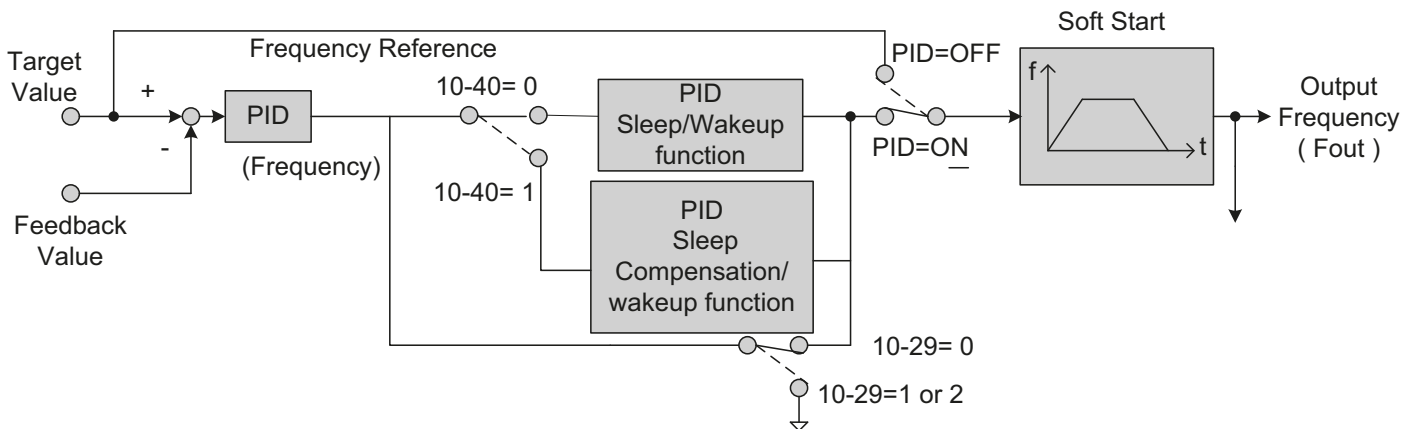 Soft Start
Frequency Reference
PID=OFF
Target
Value
10-40= 0
PID
Sleep/Wakeup
function
f
t
Output
Frequency
( Fout )
+
-
PID
(Frequency)
PID=ON
10-40= 1
Feedback
Value
PID
Sleep
Compensation/
wakeup function
10-29= 0
10-29=1 or 2